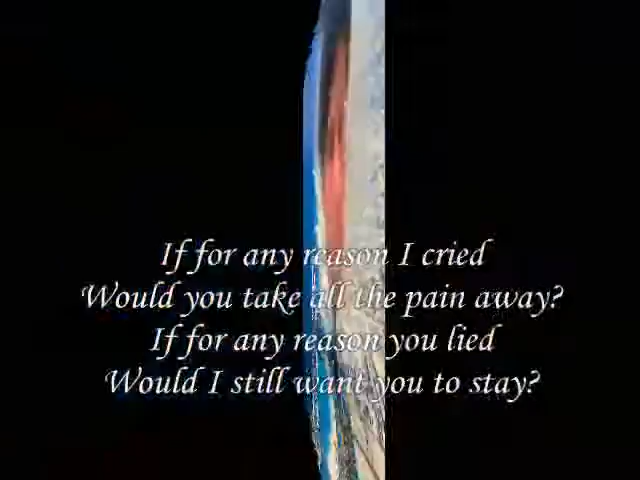 If for any reason I cried
Would you take all the pain away?
If for any reason you lied
Would I still want you to stay?